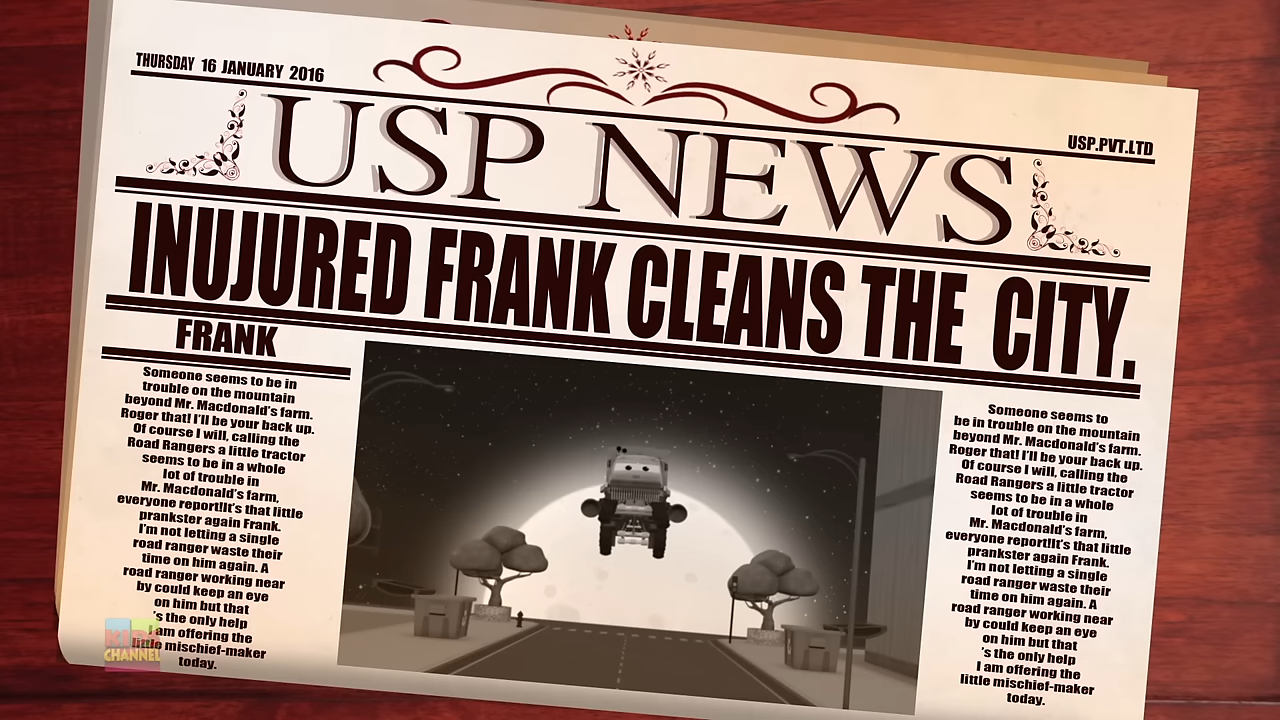 THURSDAY 16 JANUARY 2016
USP.PVT.LTD
USP NEWS
INUJURED FRANK CLEANS THE CITY.
FRANK
Someone seems to be in
trouble on the mountain
beyond Mr. Macdonald's farm.
Roger that! I'll be your back up.
Of course I will, calling the
Road Rangers a little tractor
seems to be in a whole
lot of trouble in
Mr. Macdonald's farm,
everyone report!It's that little
prankster again Frank.
I'm not letting a single
road ranger waste their
time on him again. A
road ranger working near
by could keep an eye
on him but that
's the only help
am offering the
little mischief-maker
today.
Someone seems to
be in trouble on the mountain
beyond Mr. Macdonald's farm.
Roger that! I'll be your back up.
Of course I will, calling the
Road Rangers a little tractor
seems to be in a whole
lot of trouble in
Mr. Macdonald's farm,
everyone report!It's that little
prankster again Frank.
I'm not letting a single
road ranger waste their
time on him again. A
road ranger working near
by could keep an eye
on him but that
's the only help
I am offering the
little mischief-maker
today.
KIDS
CHANNEL